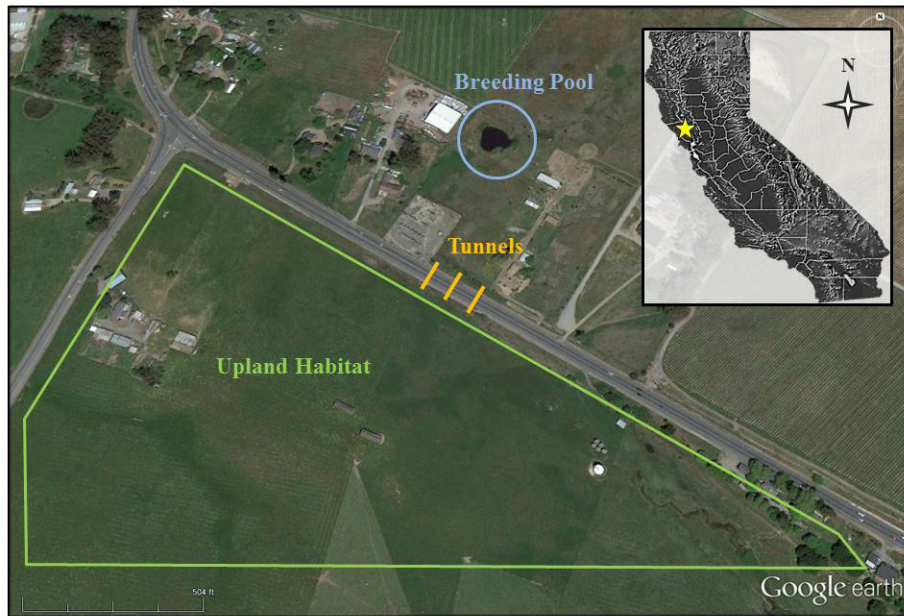 N
Breeding Pool
N
Tunnels
Upland Habitat
504 ft
Google earth